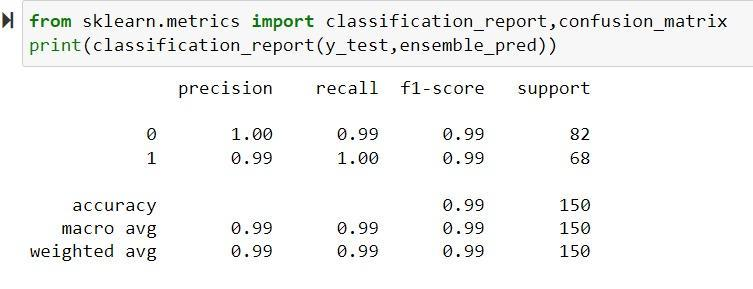 from sklearn.metrics import classification_report,confusion_matrix
print(classification_report(y_test,ensemble_pred))
precision recall f1-score support
0 1.00 0.99 0.99 82
1 0.99 1.00 0.99 68
accuracy 0.99 150
macro avg 0.99 0.99 0.99 150
weighted avg 0.99 0.99 0.99 150